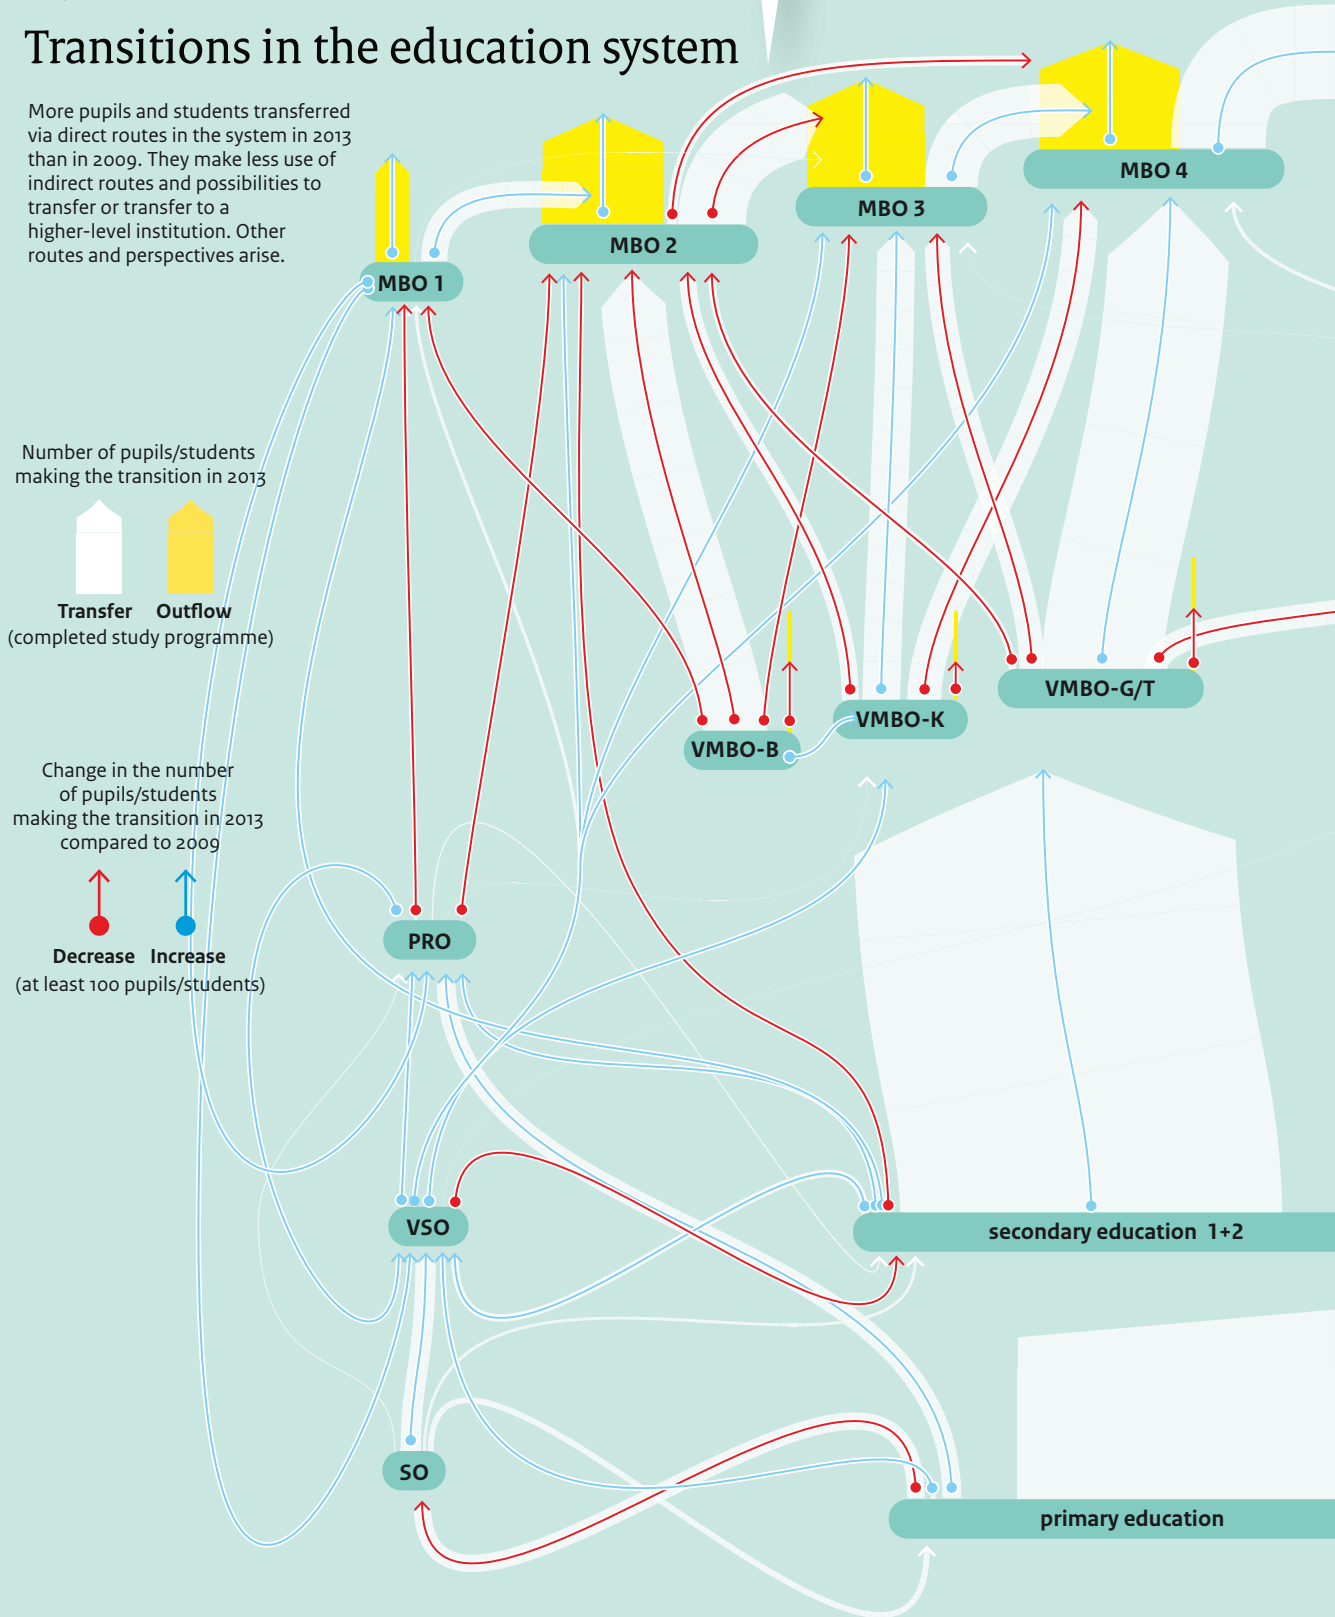 Transitions in the education system
More pupils and students transferred
via direct routes in the system in 2013
than in 2009. They make less use of
indirect routes and possibilities to
transfer or transfer to a
higher-level institution. Other
routes and perspectives arise.
MBO 4
MBO 3
MBO 2
MBO 1
Number of pupils/students
making the transition in 2013
Transfer Outflow
(completed study programme)
VMBO-G/T
VMBO-K
VMBO-B
Change in the number
of pupils/students
making the transition in 2013
compared to 2009
Decrease Increase
(at least 100 pupils/students)
PRO
VSO
secondary education 1+2
SO
primary education